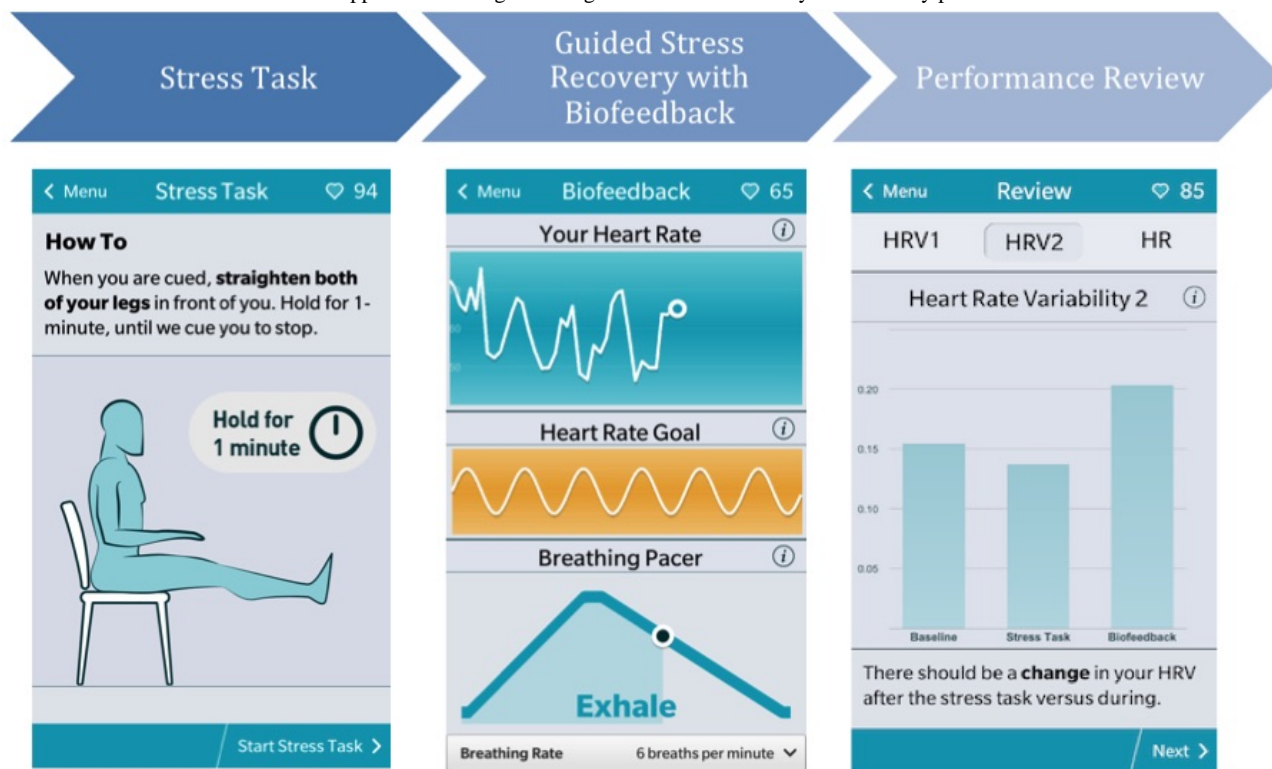 Stress Task
Guided Stress
Recovery with
Biofeedback
Performance Review
Menu Stress Task 94
How To
When you are cued, straighten both
of your legs in front of you. Hold for 1-
minute, until we cue you to stop.
Hold for
1 minute
Start Stress Task
Menu Biofeedback 65
Your Heart Rate i
Heart Rate Goal i
Breathing Pacer i
Exhale
Breathing Rate 6 breaths per minute
Menu Review 85
HRV1 HRV2 HR
Heart Rate Variability 2 i
0.20
0.15
0.10
0.05
Baseline Stress Task Biofeedback
There should be a change in your HRV
after the stress task versus during.
Next